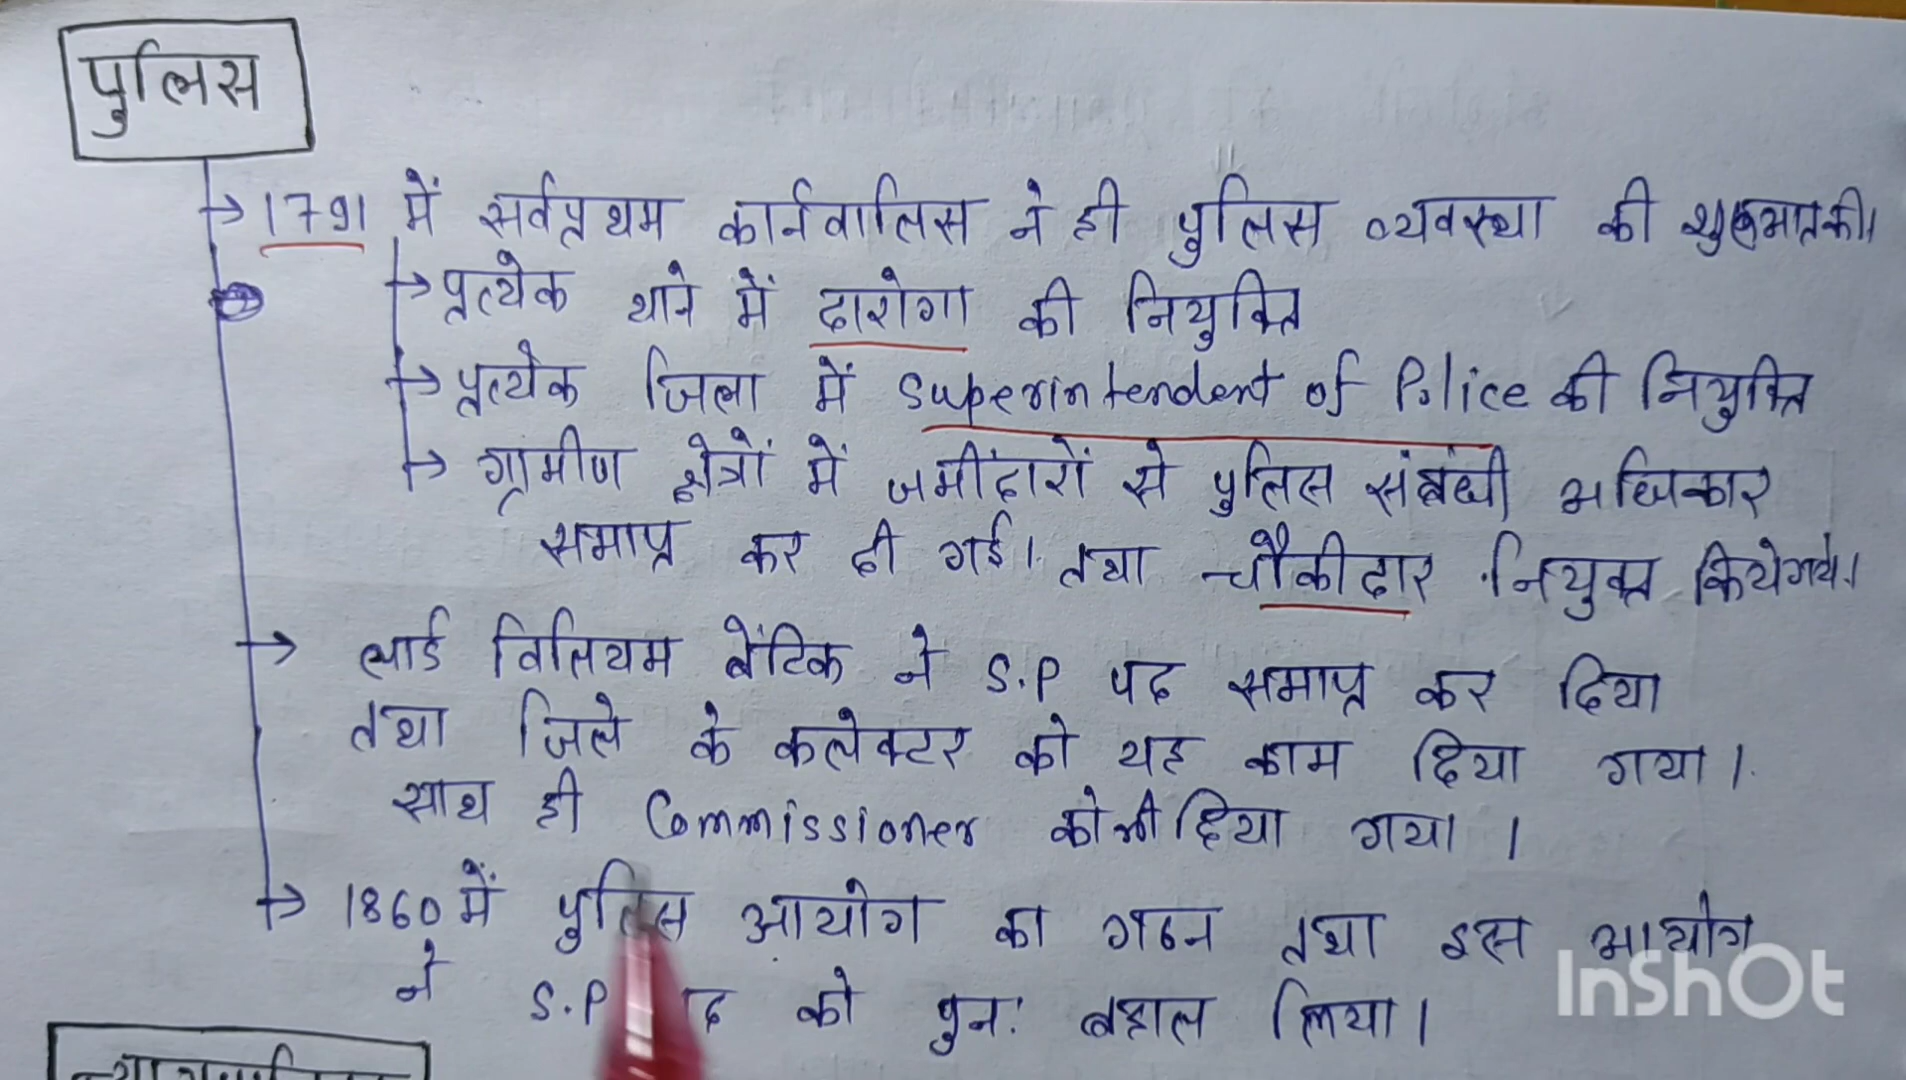 पुलिस
→ 1791 में सर्वप्रथम कार्नवालिस ने ही पुलिस व्यवस्था की शुरूआत की।
→ प्रत्येक थाने में दारोगा की नियुक्ति
→ प्रत्येक जिला में Superintendent of Police की नियुक्ति
→ ग्रामीण क्षेत्रों में जमींदारों से पुलिस संबंधी अधिकार
समाप्त कर दी गई। तथा चौकीदार नियुक्त किये गये।
→ लार्ड विलियम बेंटिक ने S.P पद समाप्त कर दिया
तथा जिले के कलेक्टर को यह काम दिया गया।
साथ ही Commissioner को भी दिया गया।
→ 1860 में पुलिस आयोग का गठन तथा इस आयोग
ने S.P पद को पुनः बहाल लिया।
InShOt